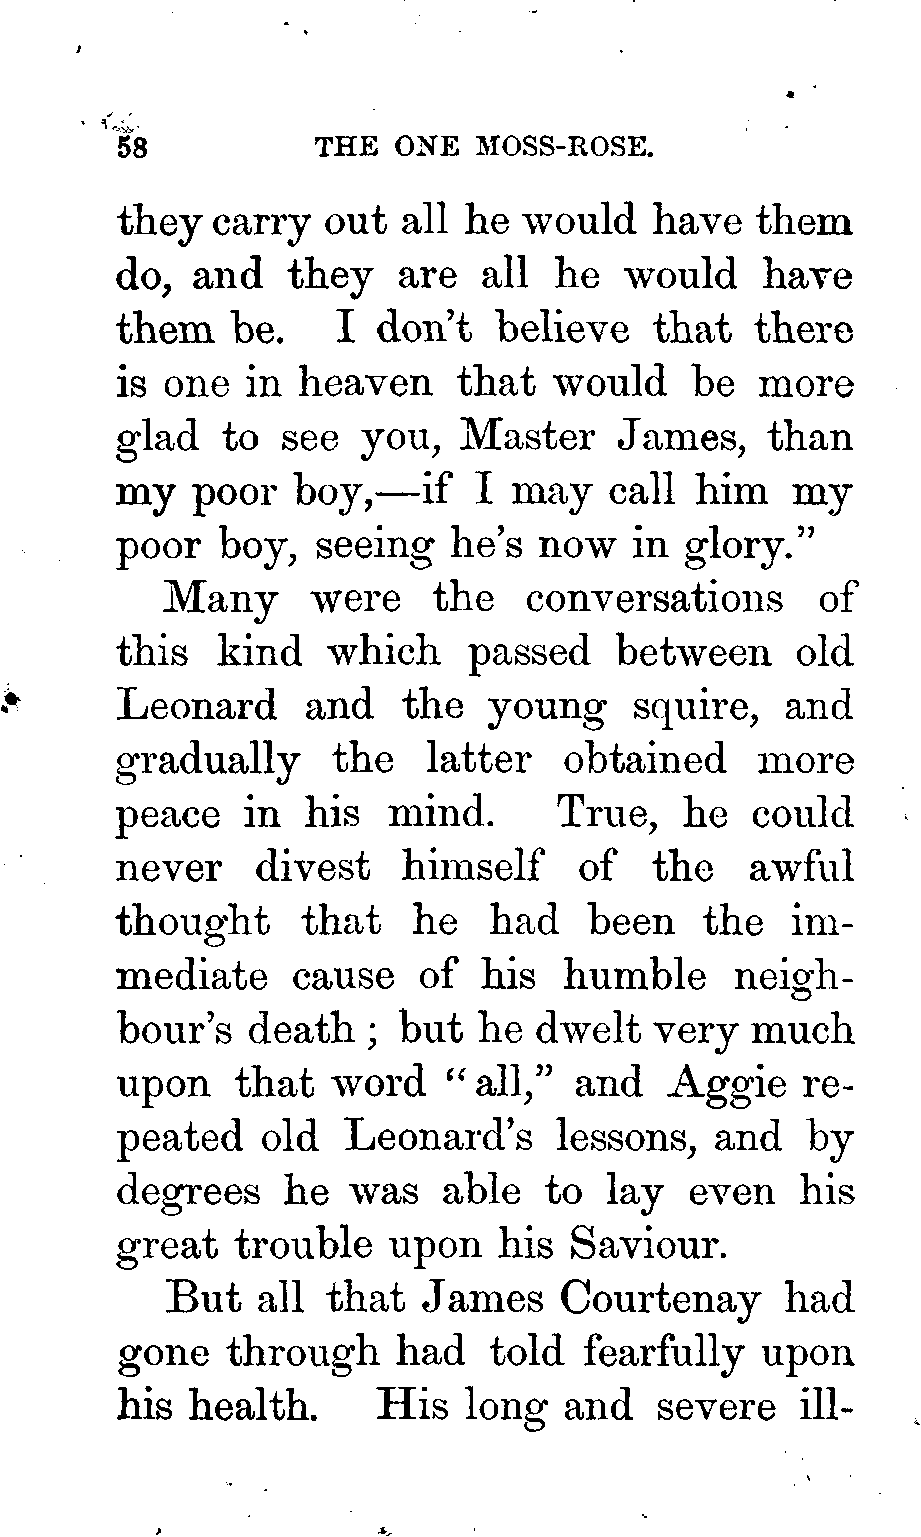 58 THE ONE MOSS-ROSE.
they carry out all he would have them
do, and they are all he would have
them be. I don't believe that there
is one in heaven that would be more
glad to see you, Master James, than
my poor boy,—if I may call him my
poor boy, seeing he's now in glory."
Many were the conversations of
this kind which passed between old
Leonard and the young squire, and
gradually the latter obtained more
peace in his mind. True, he could
never divest himself of the awful
thought that he had been the im-
mediate cause of his humble neigh-
bour's death; but he dwelt very much
upon that word "all," and Aggie re-
peated old Leonard's lessons, and by
degrees he was able to lay even his
great trouble upon his Saviour.
But all that James Courtenay had
gone through had told fearfully upon
his health. His long and severe ill-